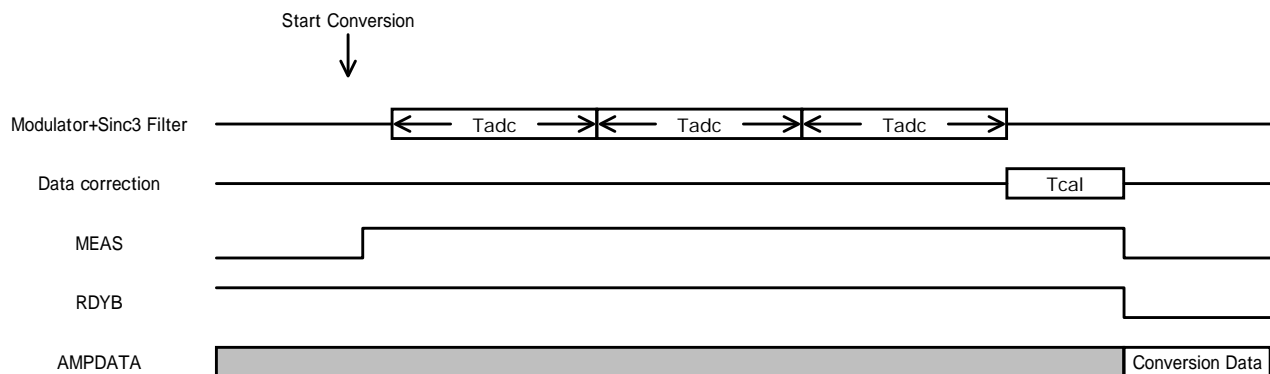 Start Conversion
Modulator+Sinc3 Filter
Tadc
Tadc
Tadc
Data correction
Tcal
MEAS
RDYB
AMPDATA
Conversion Data